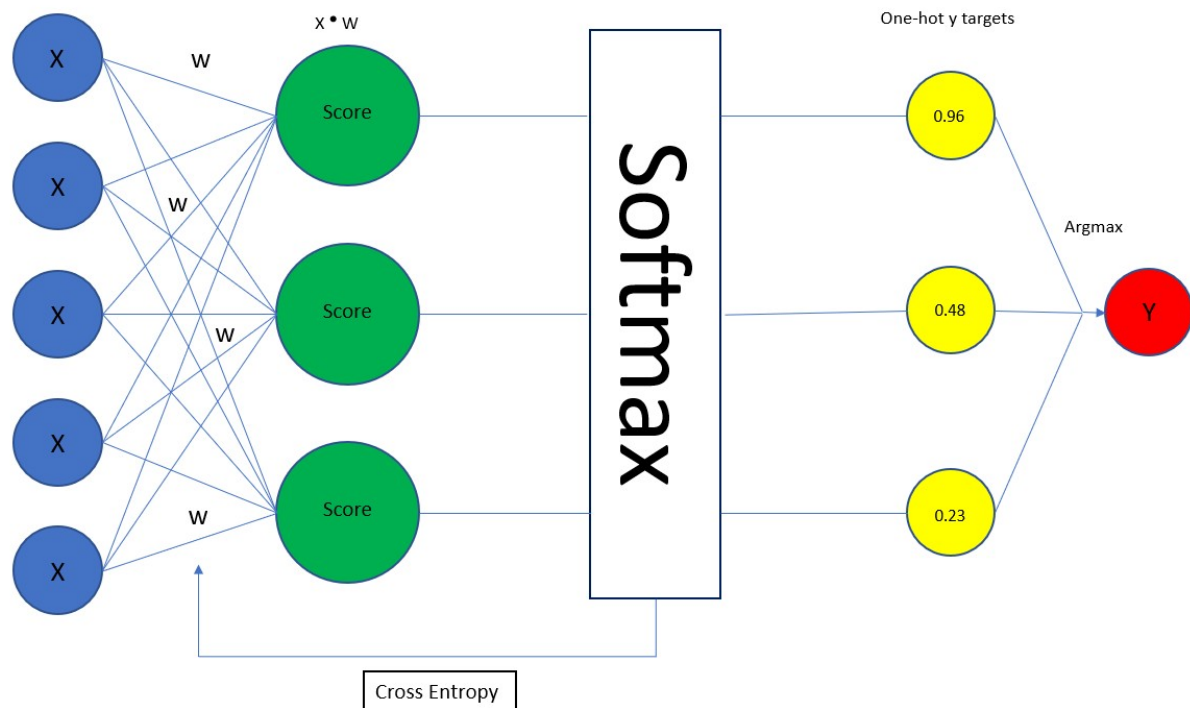 X • W
One-hot y targets
X
W
Score
0.96
X
W
Argmax
X
Score
Softmax
0.48
Y
W
X
Score
0.23
W
X
Cross Entropy